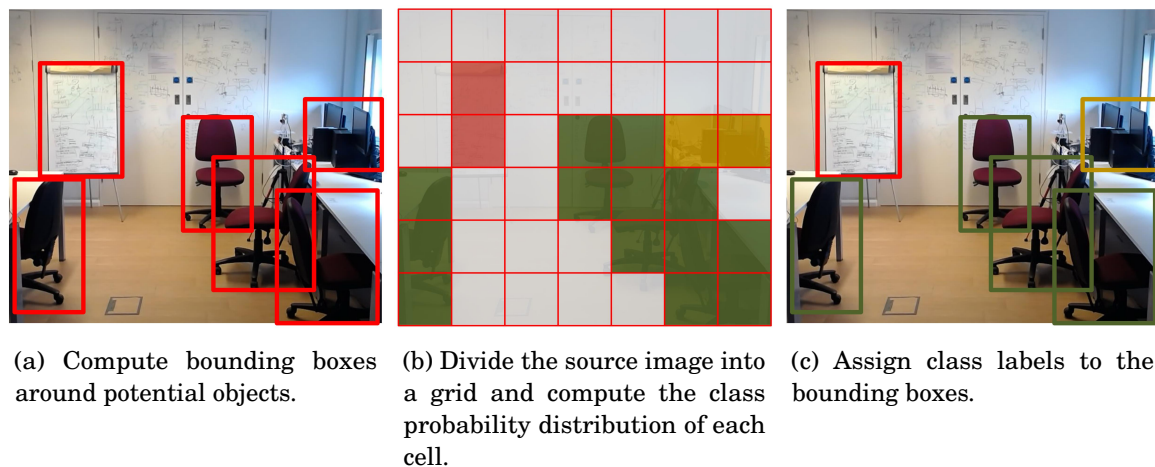 (a) Compute bounding boxes
around potential objects.
(b) Divide the source image into
a grid and compute the class
probability distribution of each
cell.
(c) Assign class labels to the
bounding boxes.